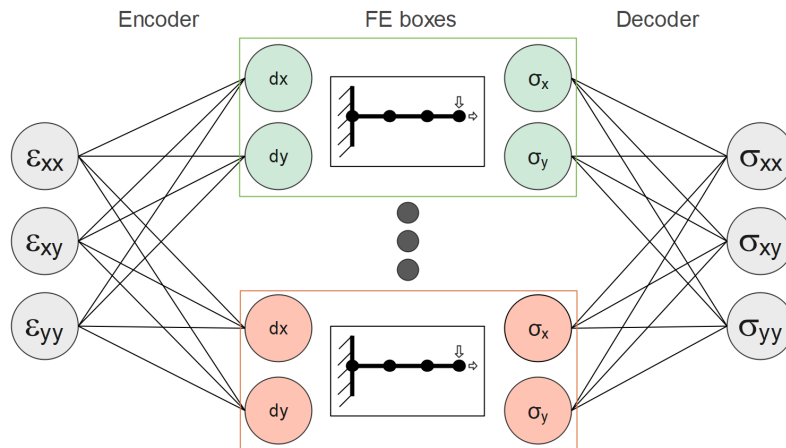 Encoder FE boxes Decoder
dx σx
dy σy
εxx σxx
εxy σxy
εyy σyy
dx σx
dy σy